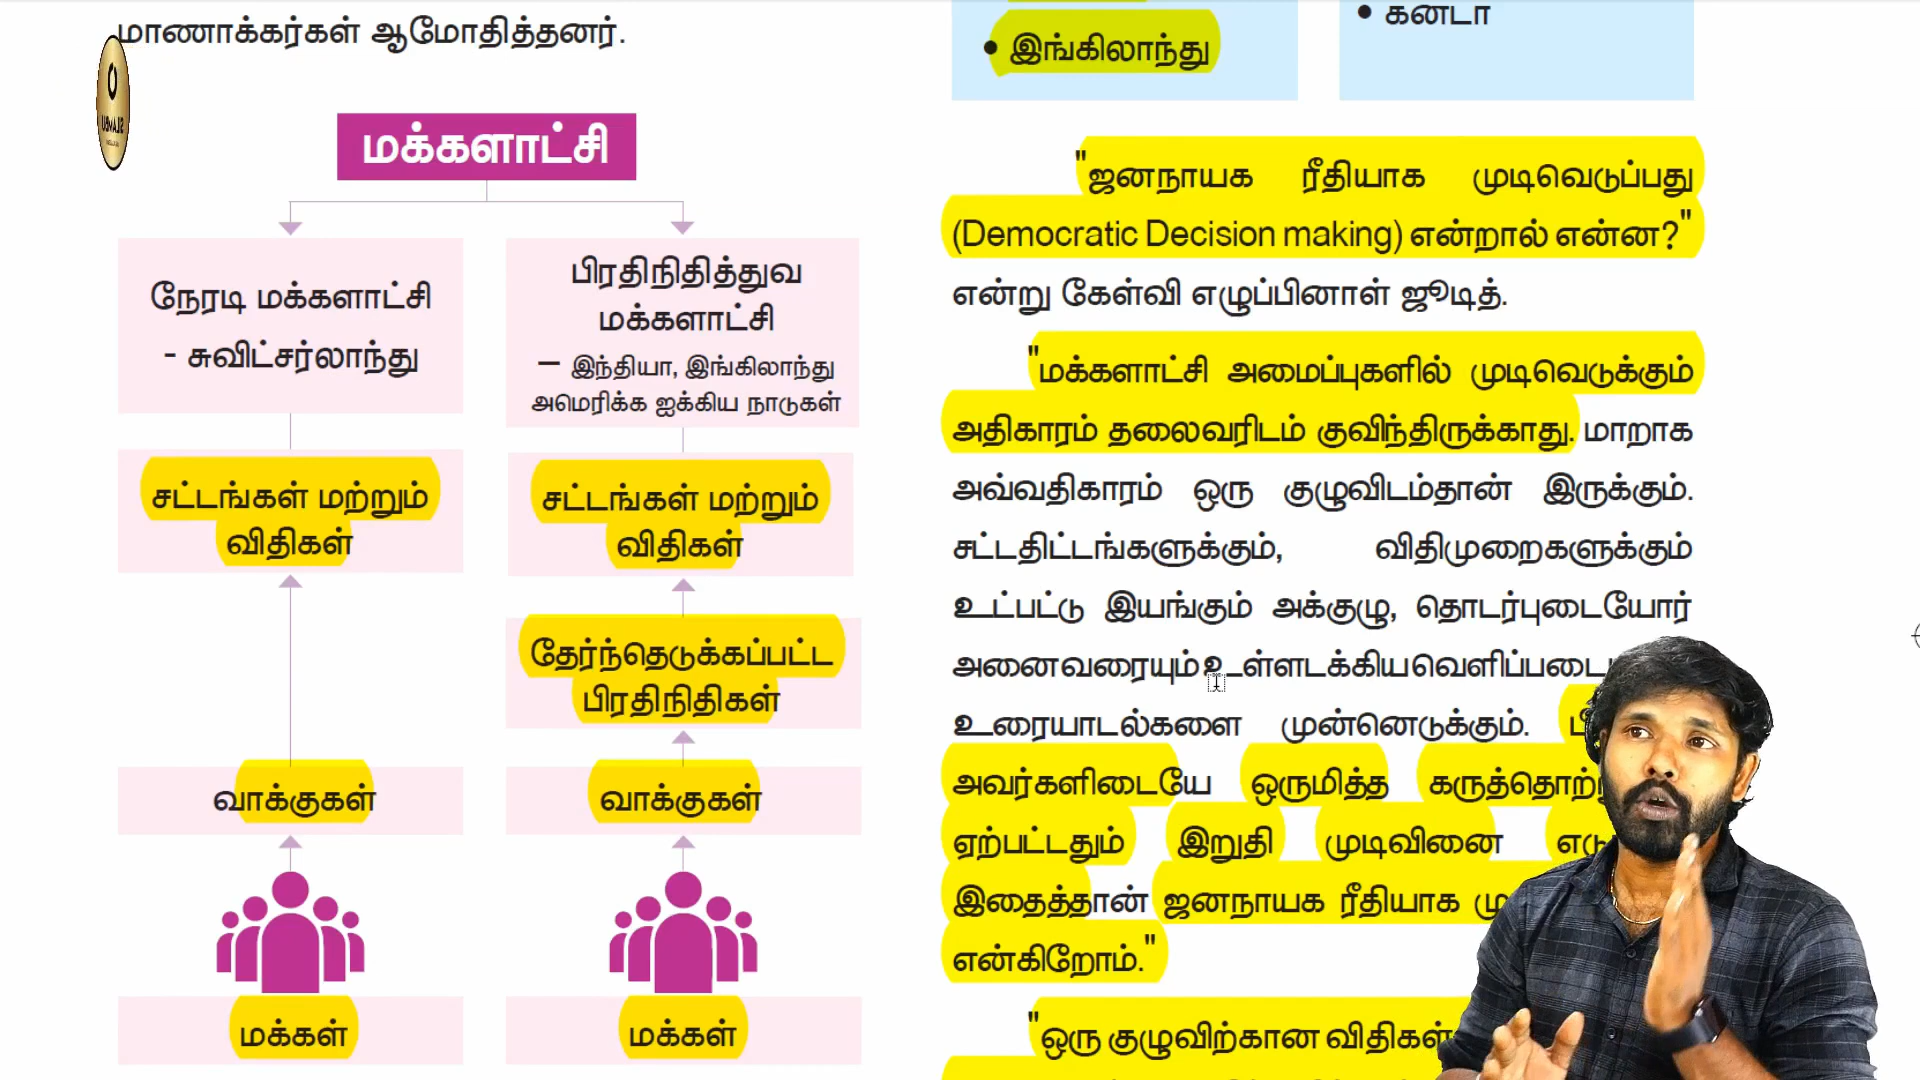 மாணாக்கர்கள் ஆமோதித்தனர்.
மக்களாட்சி
நேரடி மக்களாட்சி
- சுவிட்சர்லாந்து
சட்டங்கள் மற்றும்
விதிகள்
வாக்குகள்
மக்கள்
பிரதிநிதித்துவ
மக்களாட்சி
– இந்தியா, இங்கிலாந்து
அமெரிக்க ஐக்கிய நாடுகள்
சட்டங்கள் மற்றும்
விதிகள்
தேர்ந்தெடுக்கப்பட்ட
பிரதிநிதிகள்
வாக்குகள்
மக்கள்
• இங்கிலாந்து
• கனடா
"ஜனநாயக ரீதியாக முடிவெடுப்பது
(Democratic Decision making) என்றால் என்ன?"
என்று கேள்வி எழுப்பினாள் ஜூடித்.
"மக்களாட்சி அமைப்புகளில் முடிவெடுக்கும்
அதிகாரம் தலைவரிடம் குவிந்திருக்காது. மாறாக
அவ்வதிகாரம் ஒரு குழுவிடம்தான் இருக்கும்.
சட்டதிட்டங்களுக்கும், விதிமுறைகளுக்கும்
உட்பட்டு இயங்கும் அக்குழு, தொடர்புடையோர்
அனைவரையும் உள்ளடக்கிய
உரையாடல்களை முன்னெடுக்கும்.
அவர்களிடையே ஒருமித்த
ஏற்பட்டதும் இறுதி முடிவினை
இதைத்தான் ஜனநாயக ரீதியாக
என்கிறோம்."
"ஒரு குழுவிற்கான விதிகள்